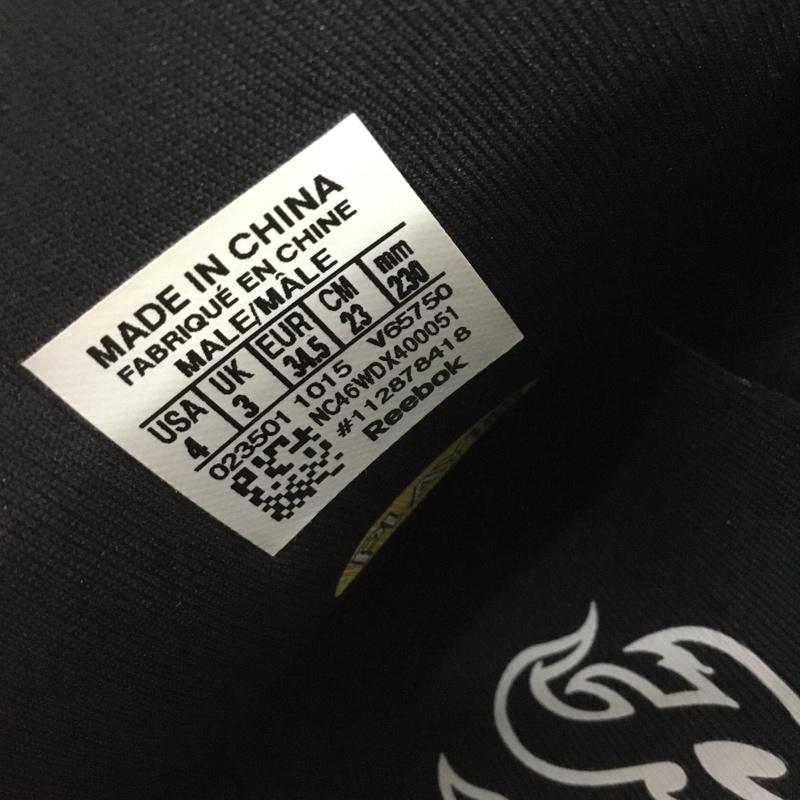 MADE IN CHINA
FABRIQUÉ EN CHINE
MALE/MÂLE
USA UK EUR CM mm
4 3 34.5 23 230
023501 1015 V65750
NC46WDX400051
#112878418
Reebok